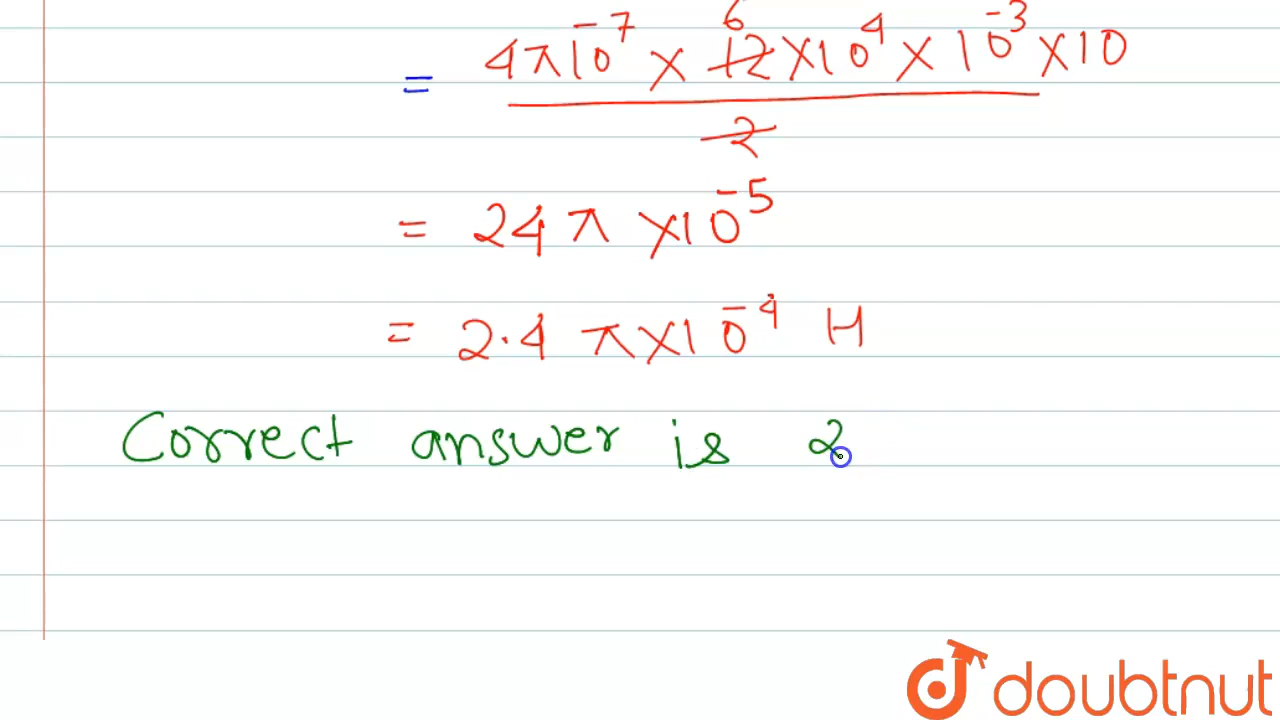 = 4π10⁻⁷ × 12 × 10⁴ × 10⁻³ × 10
6
2
= 24π × 10⁻⁵
= 2.4 π × 10⁻⁴ H
Correct answer is 2
doubtnut